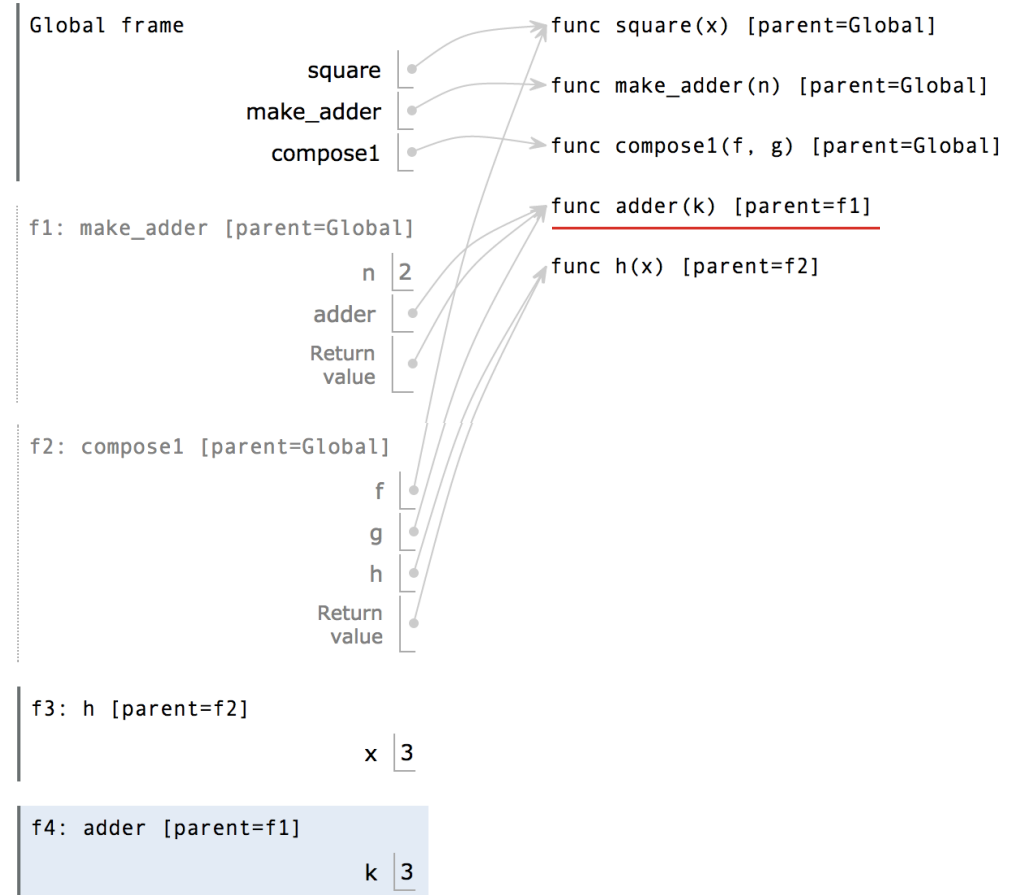 Global frame
square
make_adder
compose1
func square(x) [parent=Global]
func make_adder(n) [parent=Global]
func compose1(f, g) [parent=Global]
func adder(k) [parent=f1]
func h(x) [parent=f2]
f1: make_adder [parent=Global]
n 2
adder
Return
value
f2: compose1 [parent=Global]
f
g
h
Return
value
f3: h [parent=f2]
x 3
f4: adder [parent=f1]
k 3